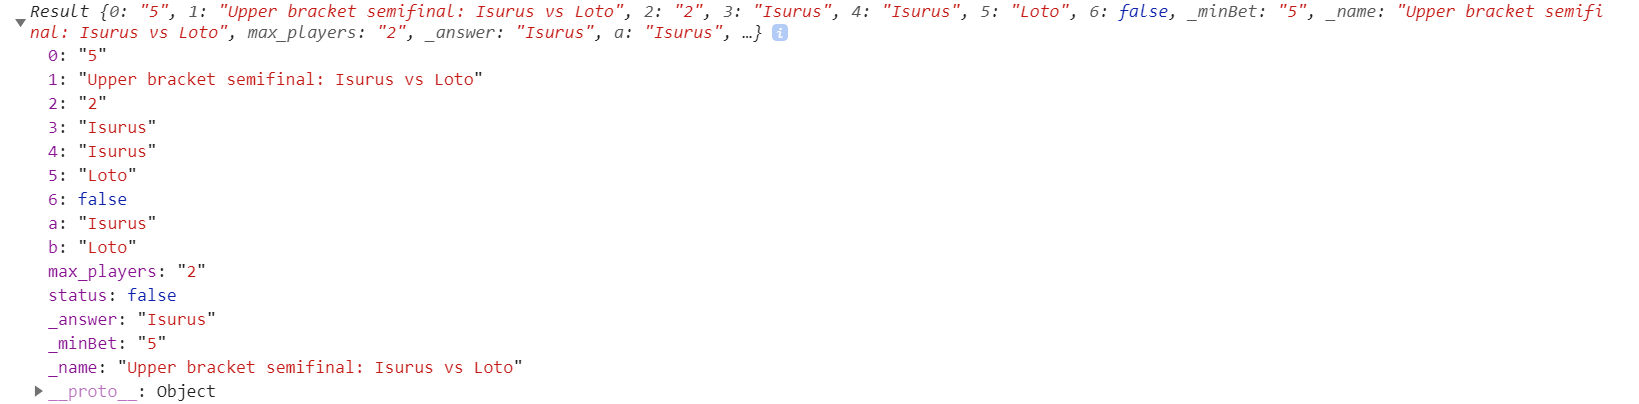 Result {0: "5", 1: "Upper bracket semifinal: Isurus vs Loto", 2: "2", 3: "Isurus", 4: "Isurus", 5: "Loto", 6: false, _minBet: "5", _name: "Upper bracket semifi
nal: Isurus vs Loto", max_players: "2", _answer: "Isurus", a: "Isurus", …} i
0: "5"
1: "Upper bracket semifinal: Isurus vs Loto"
2: "2"
3: "Isurus"
4: "Isurus"
5: "Loto"
6: false
a: "Isurus"
b: "Loto"
max_players: "2"
status: false
_answer: "Isurus"
_minBet: "5"
_name: "Upper bracket semifinal: Isurus vs Loto"
__proto__: Object